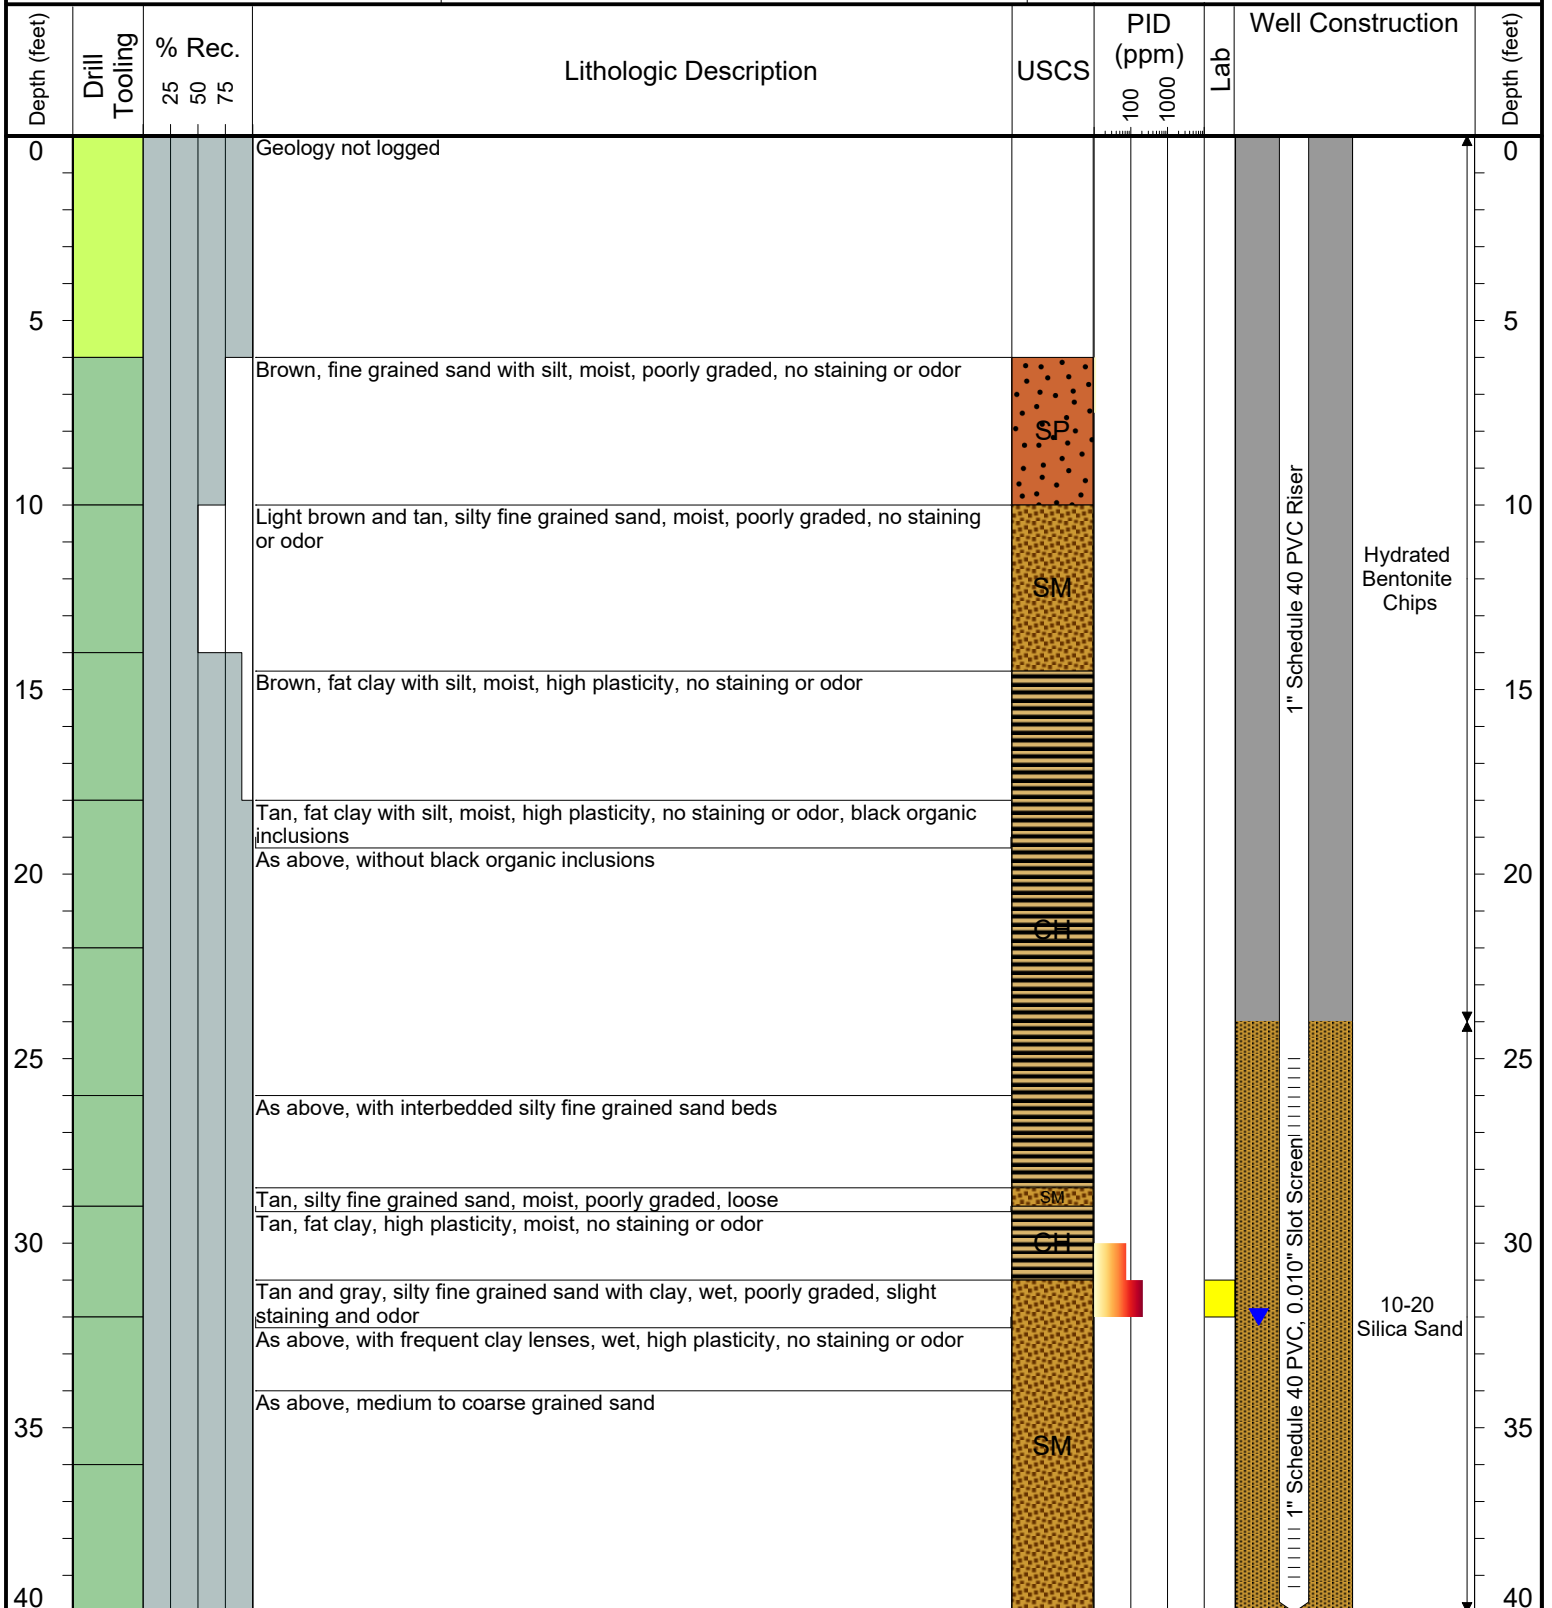 Depth (feet)
Drill
Tooling
% Rec.
25
50
75
Lithologic Description
USCS
PID
(ppm)
100
1000
Lab
Well Construction
Depth (feet)
0
5
10
15
20
25
30
35
40
Geology not logged
Brown, fine grained sand with silt, moist, poorly graded, no staining or odor
Light brown and tan, silty fine grained sand, moist, poorly graded, no staining
or odor
Brown, fat clay with silt, moist, high plasticity, no staining or odor
Tan, fat clay with silt, moist, high plasticity, no staining or odor, black organic
inclusions
As above, without black organic inclusions
As above, with interbedded silty fine grained sand beds
Tan, silty fine grained sand, moist, poorly graded, loose
Tan, fat clay, high plasticity, moist, no staining or odor
Tan and gray, silty fine grained sand with clay, wet, poorly graded, slight
staining and odor
As above, with frequent clay lenses, wet, high plasticity, no staining or odor
As above, medium to coarse grained sand
SP
SM
CH
SM
CH
SM
1" Schedule 40 PVC Riser
1" Schedule 40 PVC, 0.010" Slot Screen
Hydrated
Bentonite
Chips
10-20
Silica Sand
0
5
10
15
20
25
30
35
40